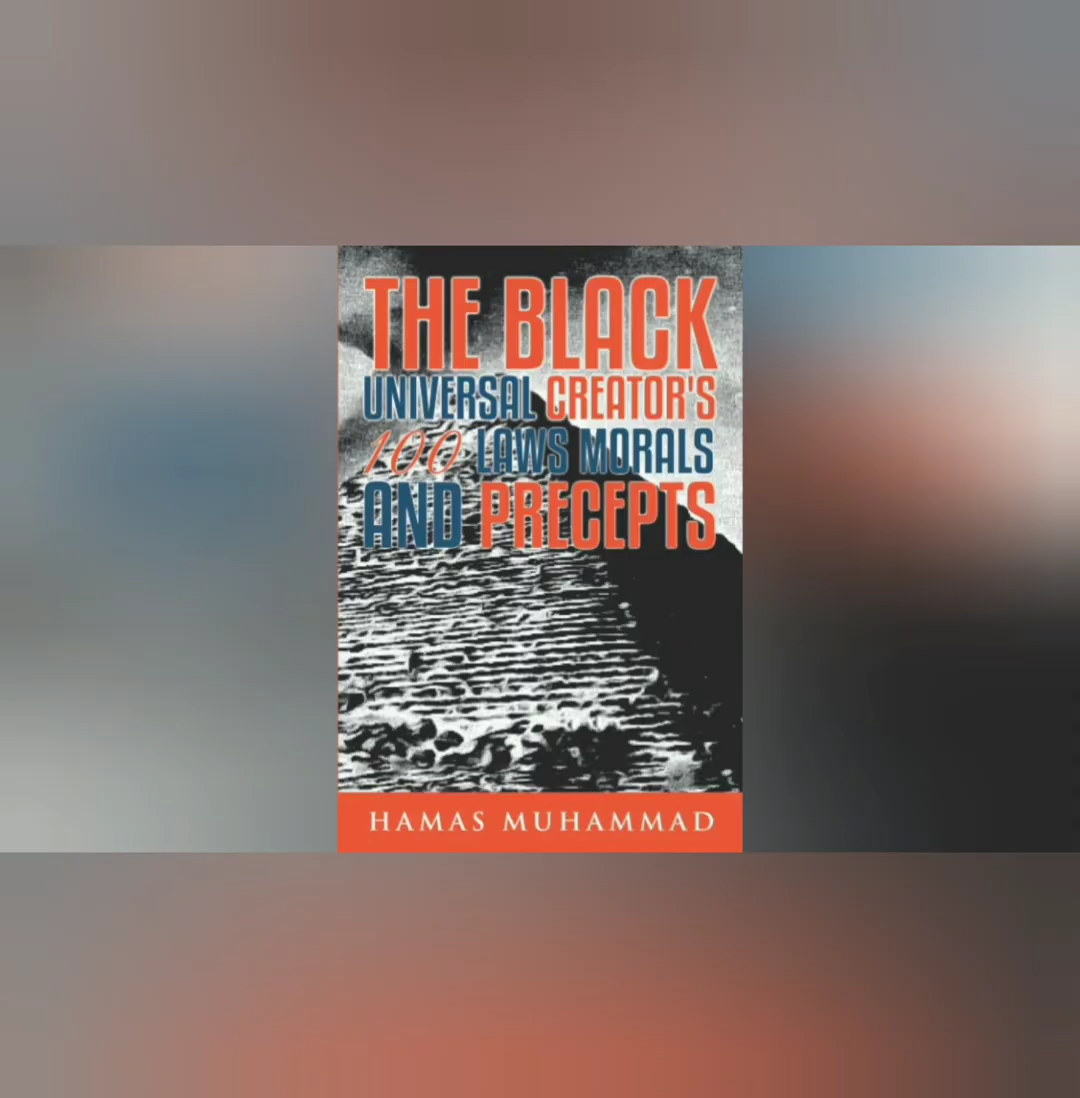 THE BLACK
UNIVERSAL CREATOR'S
100 LAWS MORALS
AND PRECEPTS
HAMAS MUHAMMAD